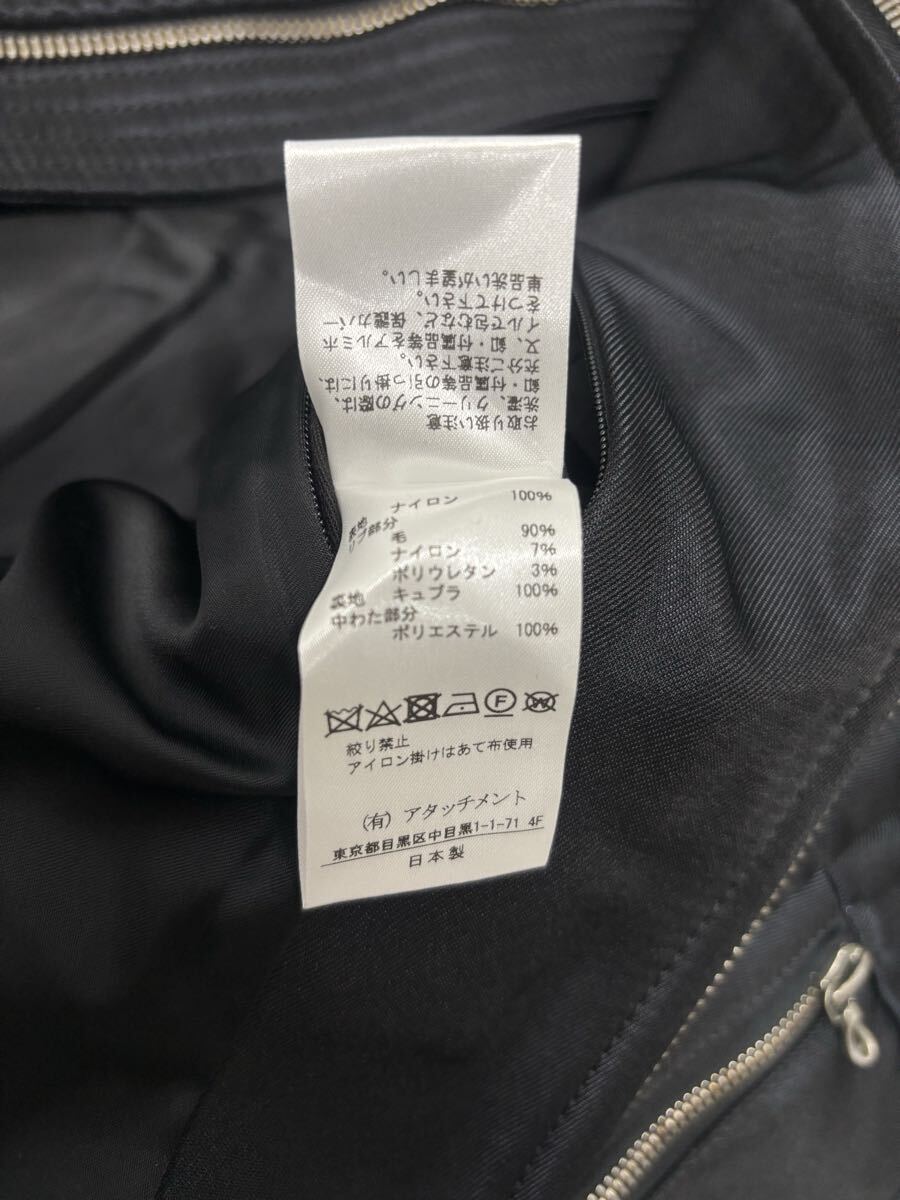 お取り扱い注意
洗濯、クリーニングの際は、
釦・付属品等の引っ掛りには、
充分ご注意下さい。
又、釦・付属品等をアルミホ
イルで包むなど、保護カバー
をつけて下さい。
単品洗いが望ましい。
表地 ナイロン 100%
リブ部分
毛 90%
ナイロン 7%
ポリウレタン 3%
裏地 キュプラ 100%
中わた部分
ポリエステル 100%
F W
絞り禁止
アイロン掛けはあて布使用
(有) アタッチメント
東京都目黒区中目黒1-1-71 4F
日本製